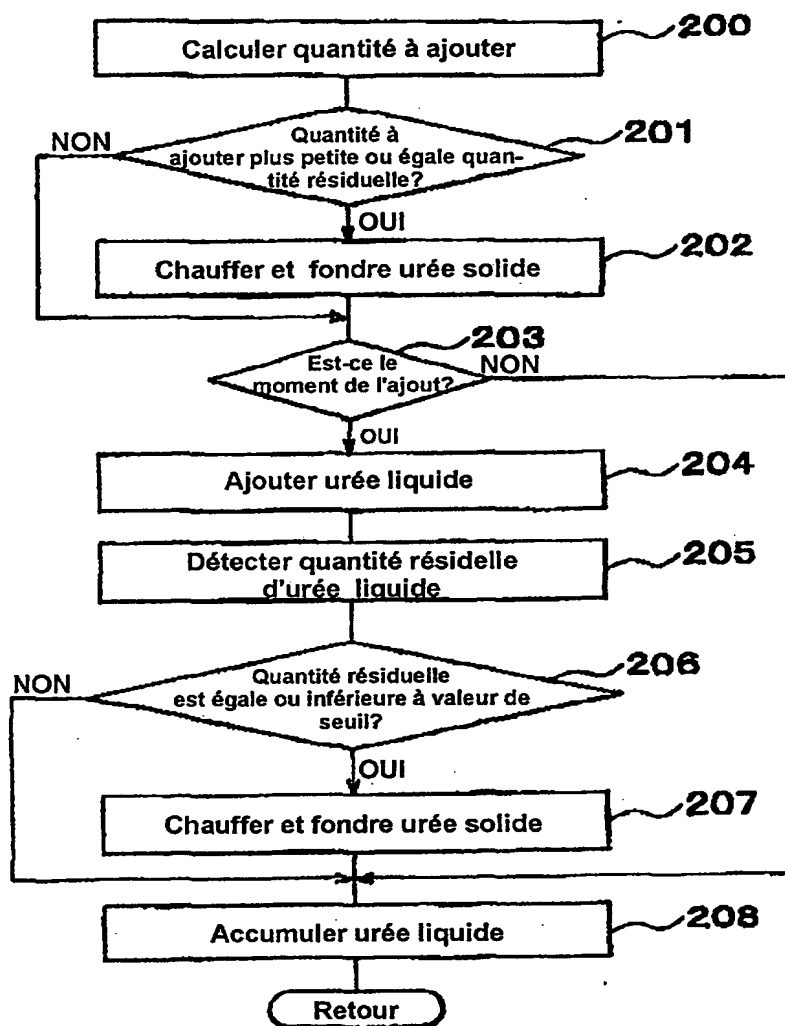 200
Calculer quantité à ajouter
NON
201
Quantité à
ajouter plus petite ou égale quan-
tité résiduelle?
OUI
202
Chauffer et fondre urée solide
203
Est-ce le
moment de l'ajout?
NON
OUI
204
Ajouter urée liquide
205
Détecter quantité résidelle
d'urée liquide
206
NON
Quantité résiduelle
est égale ou inférieure à valeur de
seuil?
OUI
207
Chauffer et fondre urée solide
208
Accumuler urée liquide
Retour